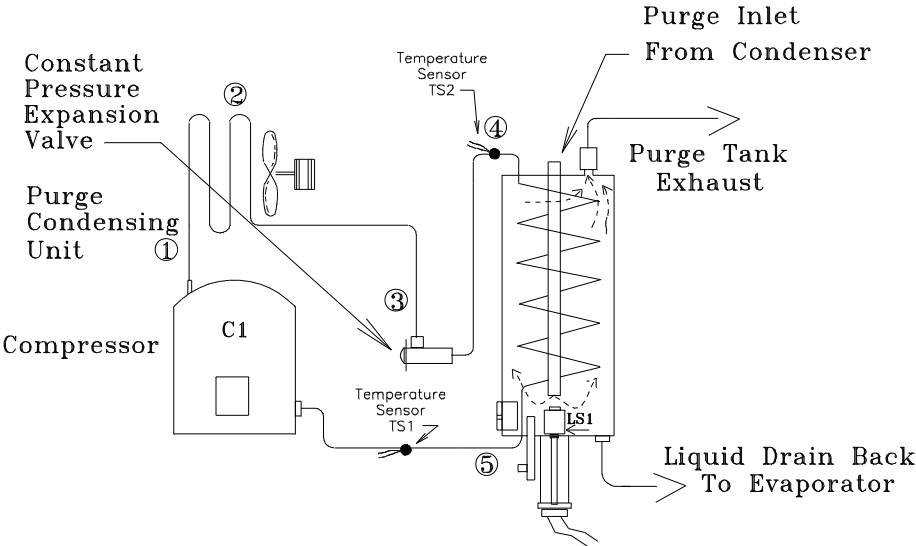 Purge Inlet
From Condenser
Constant
Pressure
Expansion
Valve
②
Temperature
Sensor
TS2
④
Purge Tank
Exhaust
Purge
Condensing
Unit
①
③
C1
Compressor
Temperature
Sensor
TS1
LS1
⑤
Liquid Drain Back
To Evaporator